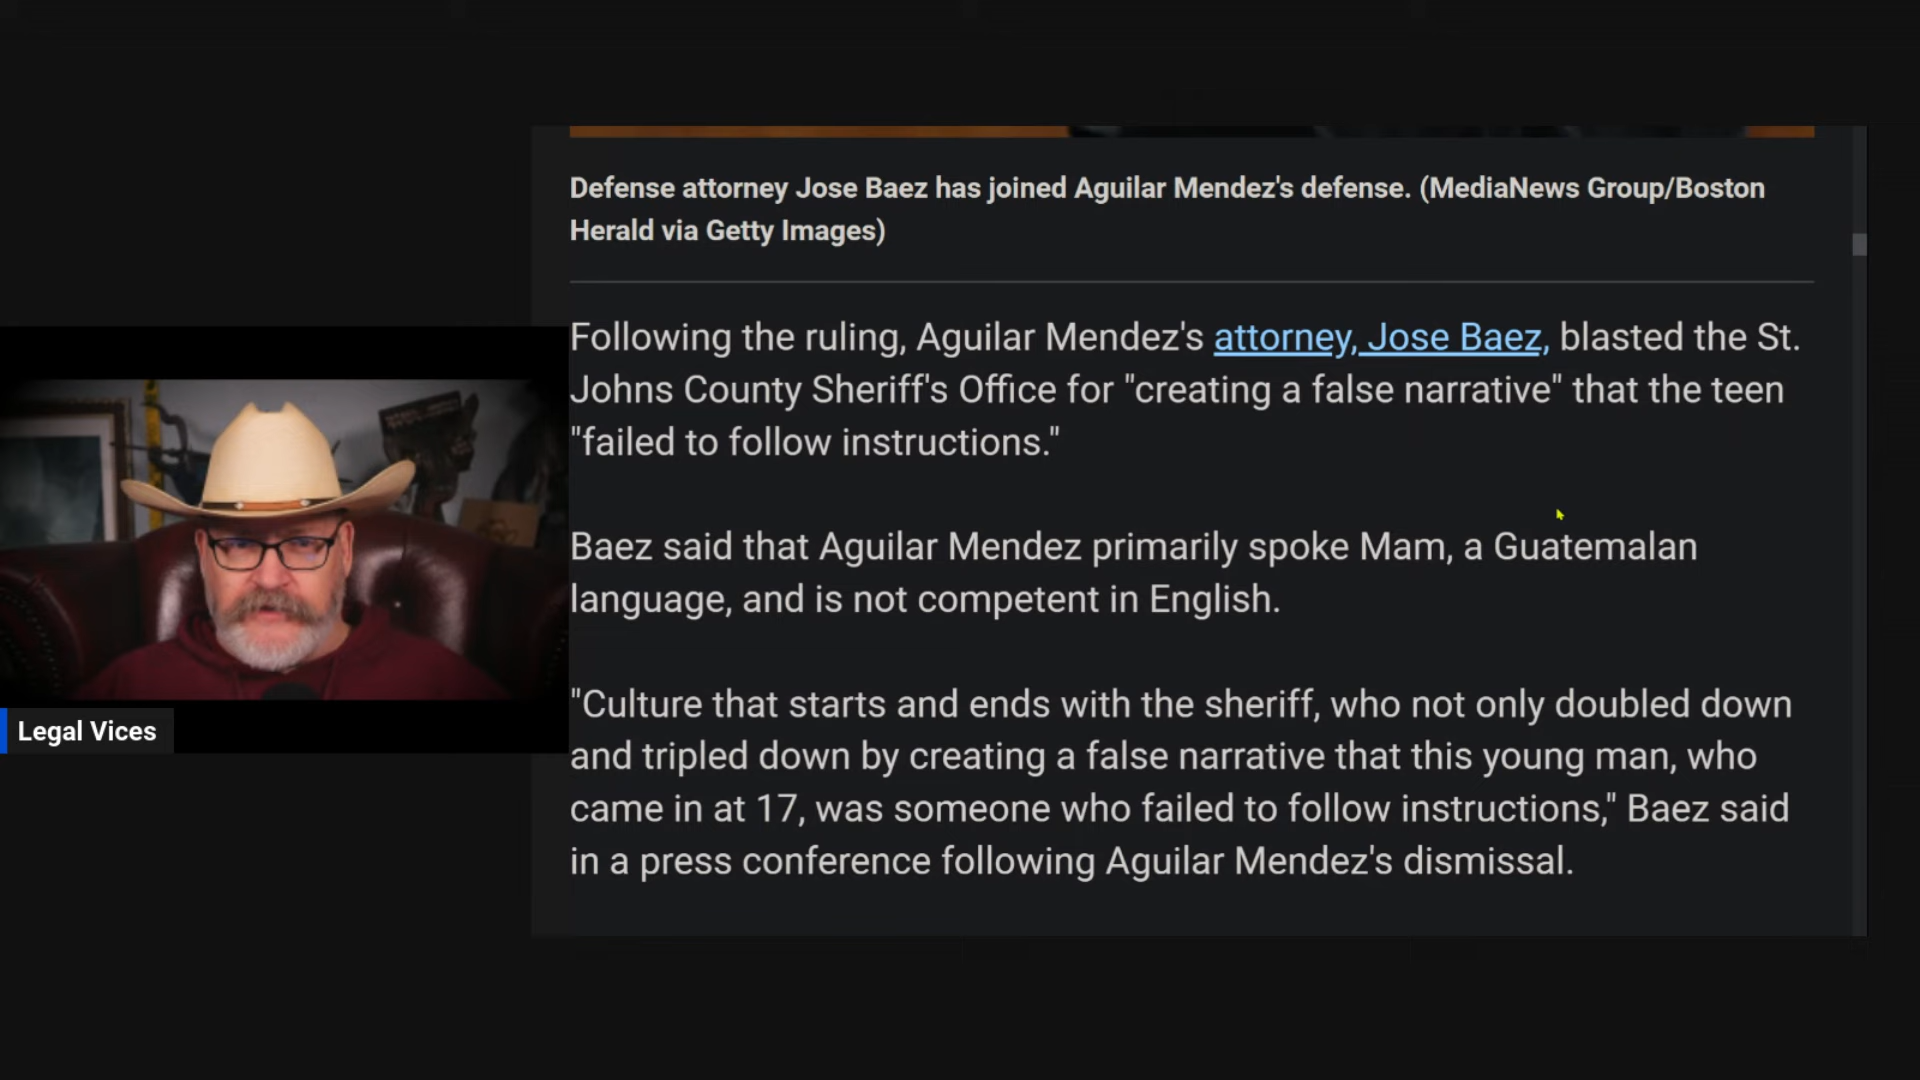 Defense attorney Jose Baez has joined Aguilar Mendez's defense. (MediaNews Group/Boston
Herald via Getty Images)
Following the ruling, Aguilar Mendez's attorney, Jose Baez, blasted the St.
Johns County Sheriff's Office for "creating a false narrative" that the teen
"failed to follow instructions."
Baez said that Aguilar Mendez primarily spoke Mam, a Guatemalan
language, and is not competent in English.
"Culture that starts and ends with the sheriff, who not only doubled down
and tripled down by creating a false narrative that this young man, who
came in at 17, was someone who failed to follow instructions," Baez said
in a press conference following Aguilar Mendez's dismissal.
Legal Vices